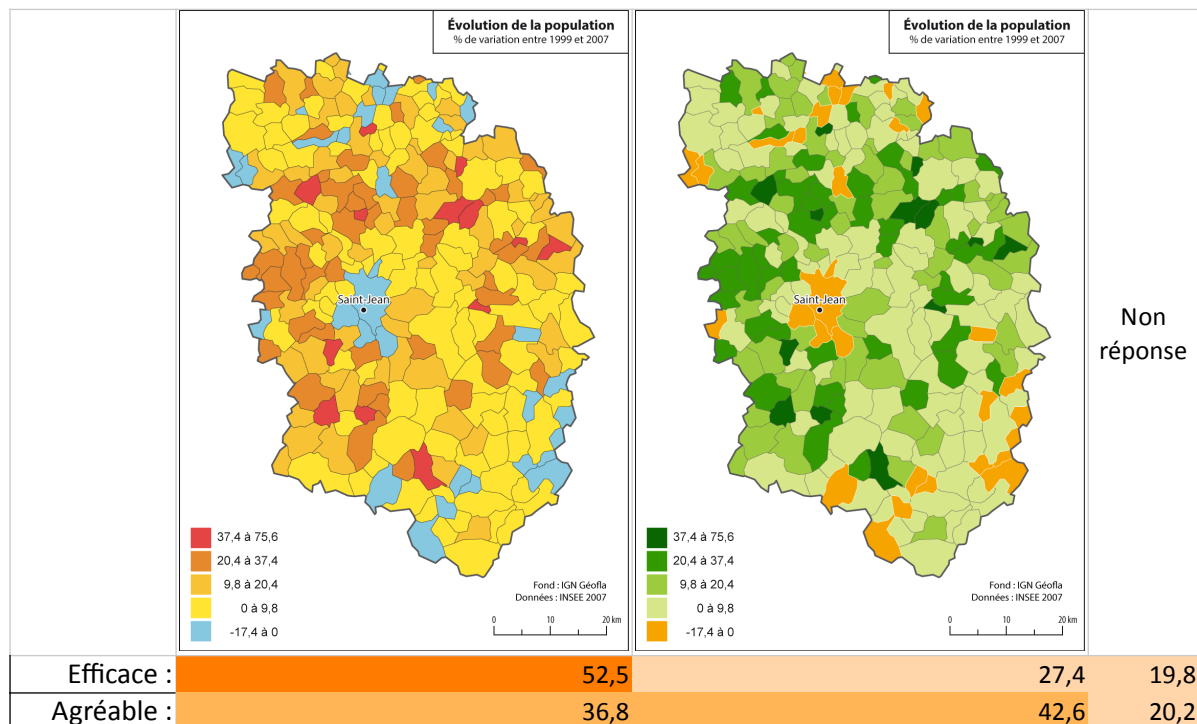 Évolution de la population
% de variation entre 1999 et 2007
Saint-Jean
37,4 à 75,6
20,4 à 37,4
9,8 à 20,4
0 à 9,8
-17,4 à 0
Fond : IGN Géofla
Données : INSEE 2007
0 10 20 km
Évolution de la population
% de variation entre 1999 et 2007
Saint-Jean
37,4 à 75,6
20,4 à 37,4
9,8 à 20,4
0 à 9,8
-17,4 à 0
Fond : IGN Géofla
Données : INSEE 2007
0 10 20 km
Non
réponse
Efficace : 52,5 27,4 19,8
Agréable : 36,8 42,6 20,2